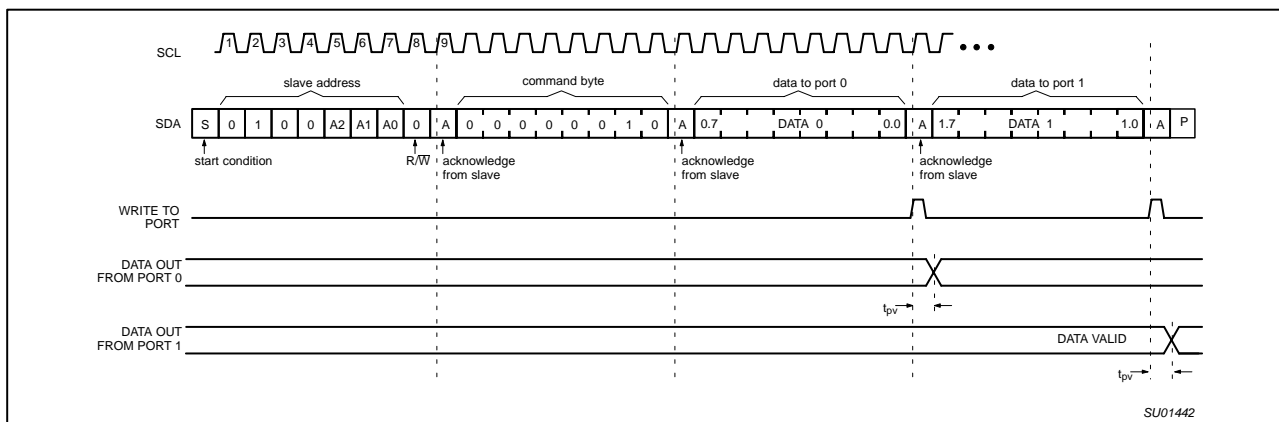 SCL 1 2 3 4 5 6 7 8 9
slave address command byte data to port 0 data to port 1
SDA S 0 1 0 0 A2 A1 A0 0 A 0 0 0 0 0 0 1 0 A 0.7 DATA 0 0.0 A 1.7 DATA 1 1.0 A P
start condition R/W̅ acknowledge from slave acknowledge from slave acknowledge from slave
WRITE TO
PORT
DATA OUT
FROM PORT 0
tpv
DATA OUT
FROM PORT 1
DATA VALID
tpv
SU01442